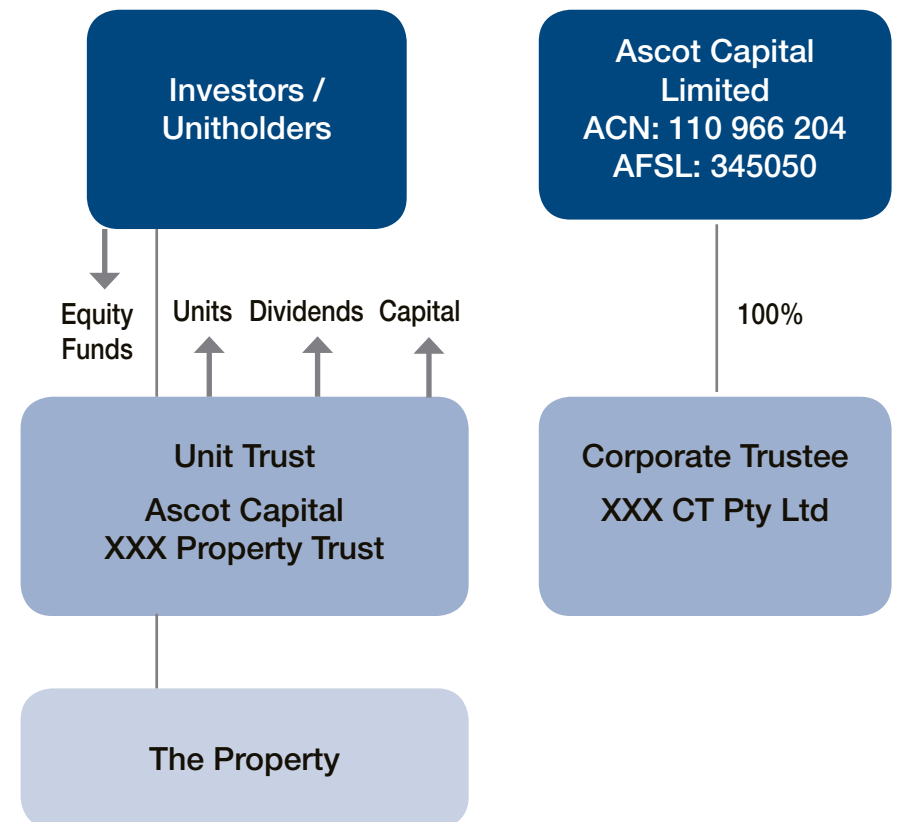 Investors /
Unitholders
Ascot Capital
Limited
ACN: 110 966 204
AFSL: 345050
Equity
Funds
Units
Dividends
Capital
100%
Unit Trust
Ascot Capital
XXX Property Trust
Corporate Trustee
XXX CT Pty Ltd
The Property